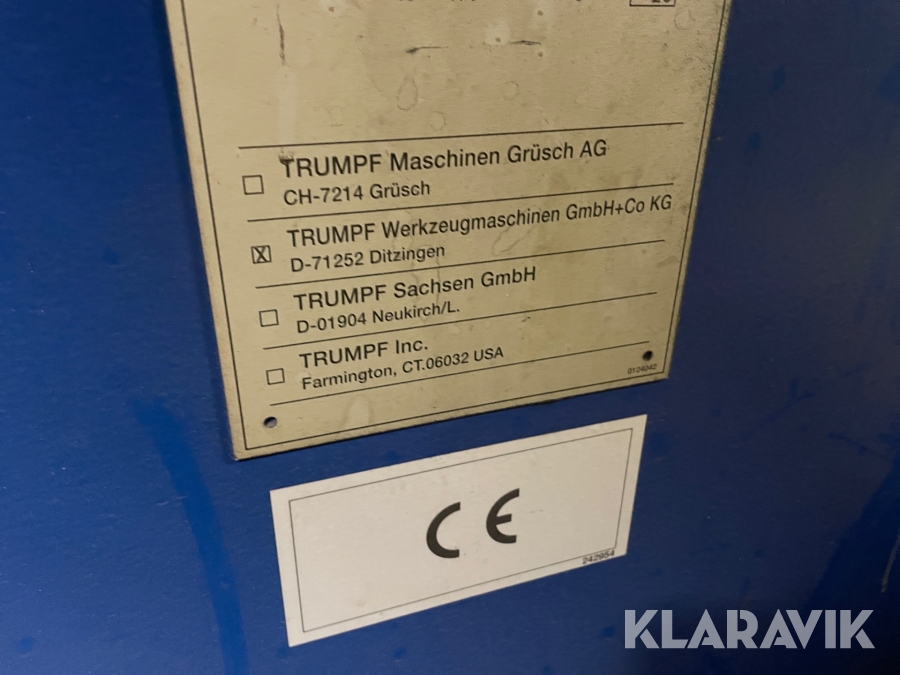 TRUMPF Maschinen Grüsch AG
CH-7214 Grüsch
X
TRUMPF Werkzeugmaschinen GmbH+Co KG
D-71252 Ditzingen
TRUMPF Sachsen GmbH
D-01904 Neukirch/L.
TRUMPF Inc.
Farmington, CT.06032 USA
0124042
CE
242954
KLARAVIK